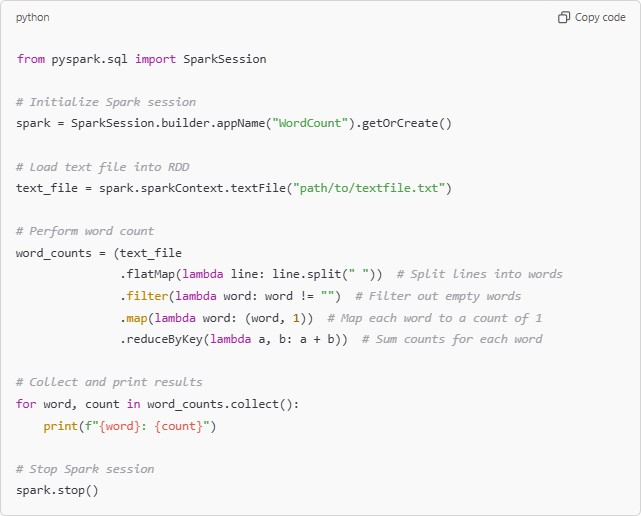 python
Copy code
from pyspark.sql import SparkSession
# Initialize Spark session
spark = SparkSession.builder.appName("WordCount").getOrCreate()
# Load text file into RDD
text_file = spark.sparkContext.textFile("path/to/textfile.txt")
# Perform word count
word_counts = (text_file
.flatMap(lambda line: line.split(" "))  # Split lines into words
.filter(lambda word: word != "")  # Filter out empty words
.map(lambda word: (word, 1))  # Map each word to a count of 1
.reduceByKey(lambda a, b: a + b))  # Sum counts for each word
# Collect and print results
for word, count in word_counts.collect():
print(f"{word}: {count}")
# Stop Spark session
spark.stop()